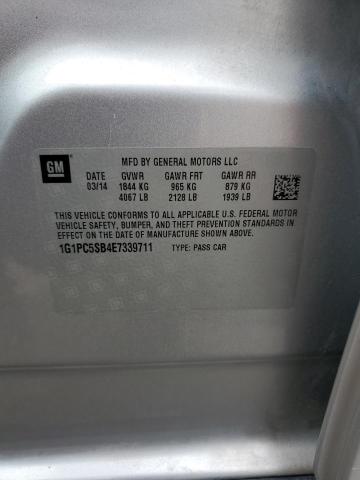 GM
MFD BY GENERAL MOTORS LLC
DATE GVWR GAWR FRT GAWR RR
03/14 1844 KG 965 KG 879 KG
4067 LB 2128 LB 1939 LB
THIS VEHICLE CONFORMS TO ALL APPLICABLE U.S. FEDERAL MOTOR
VEHICLE SAFETY, BUMPER, AND THEFT PREVENTION STANDARDS IN
EFFECT ON THE DATE OF MANUFACTURE SHOWN ABOVE.
1G1PC5SB4E7339711 TYPE: PASS CAR